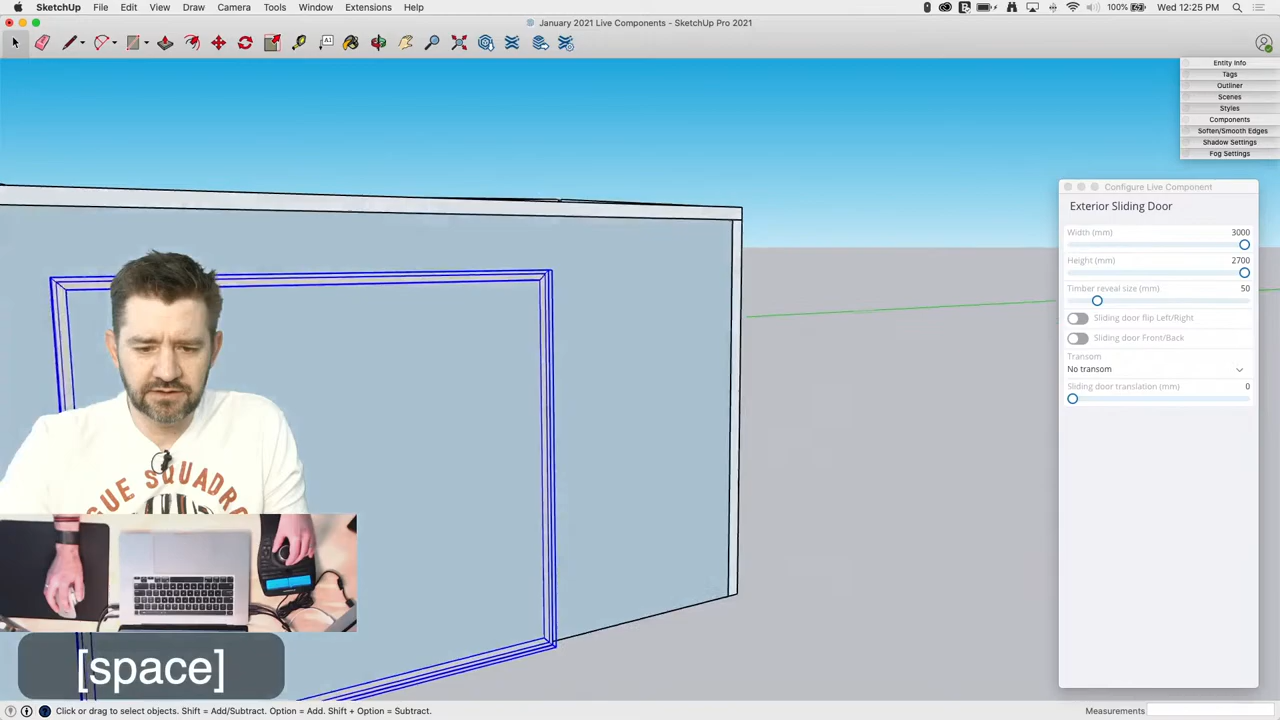 SketchUp File Edit View Draw Camera Tools Window Extensions Help
100% Wed 12:25 PM
January 2021 Live Components - SketchUp Pro 2021
A1
Entity Info
Tags
Outliner
Scenes
Styles
Components
Soften/Smooth Edges
Shadow Settings
Fog Settings
Configure Live Component
Exterior Sliding Door
Width (mm) 3000
Height (mm) 2700
Timber reveal size (mm) 50
Sliding door flip Left/Right
Sliding door Front/Back
Transom
No transom
Sliding door translation (mm) 0
[space]
Click or drag to select objects. Shift = Add/Subtract. Option = Add. Shift + Option = Subtract.
Measurements